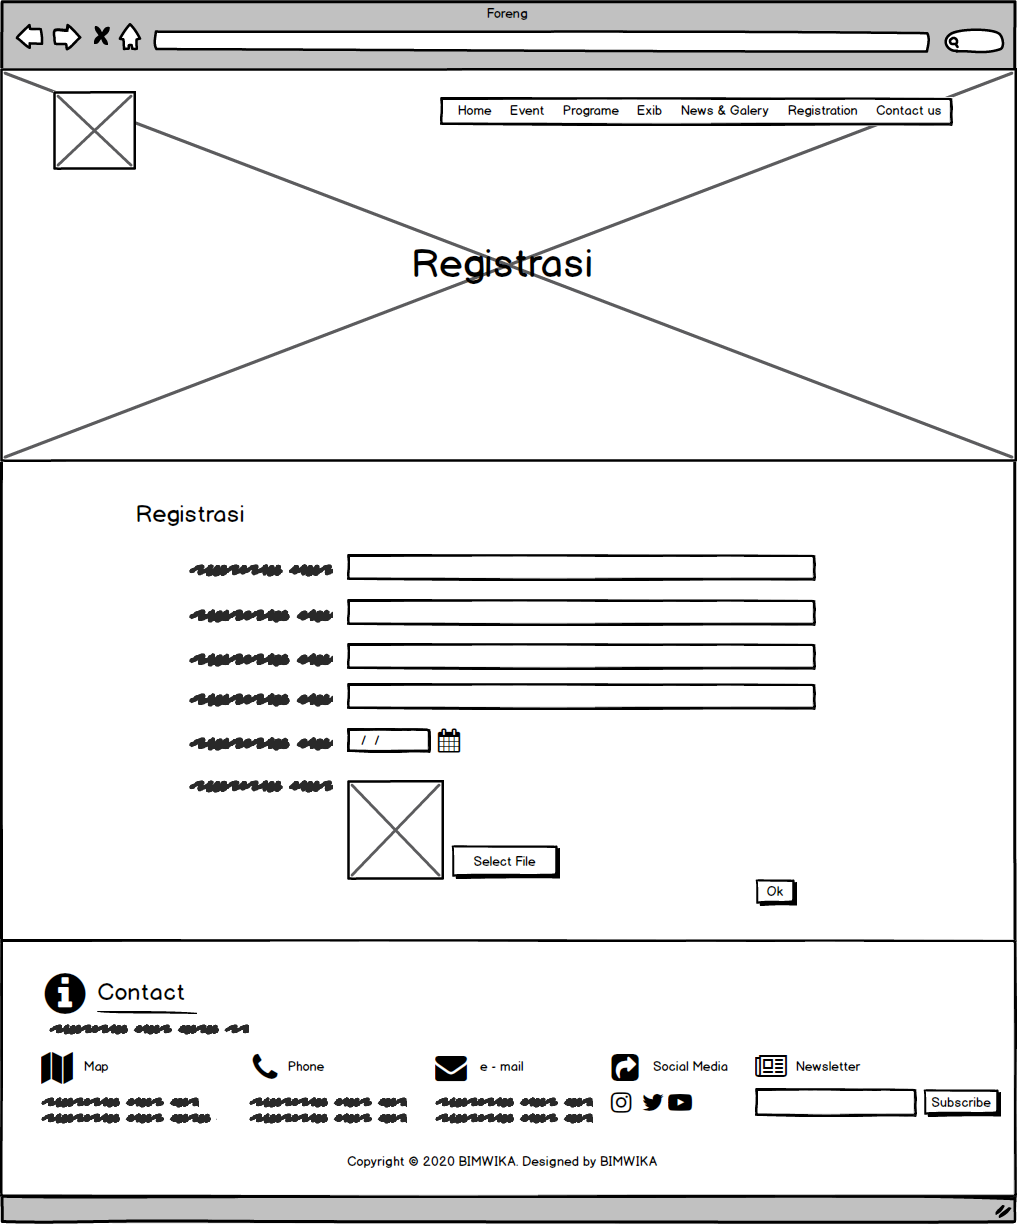 Foreng
Home Event Programe Exib News & Galery Registration Contact us
Registrasi
Registrasi
/ /
Select File
Ok
Contact
Map Phone e - mail Social Media Newsletter
Subscribe
Copyright © 2020 BIMWIKA. Designed by BIMWIKA